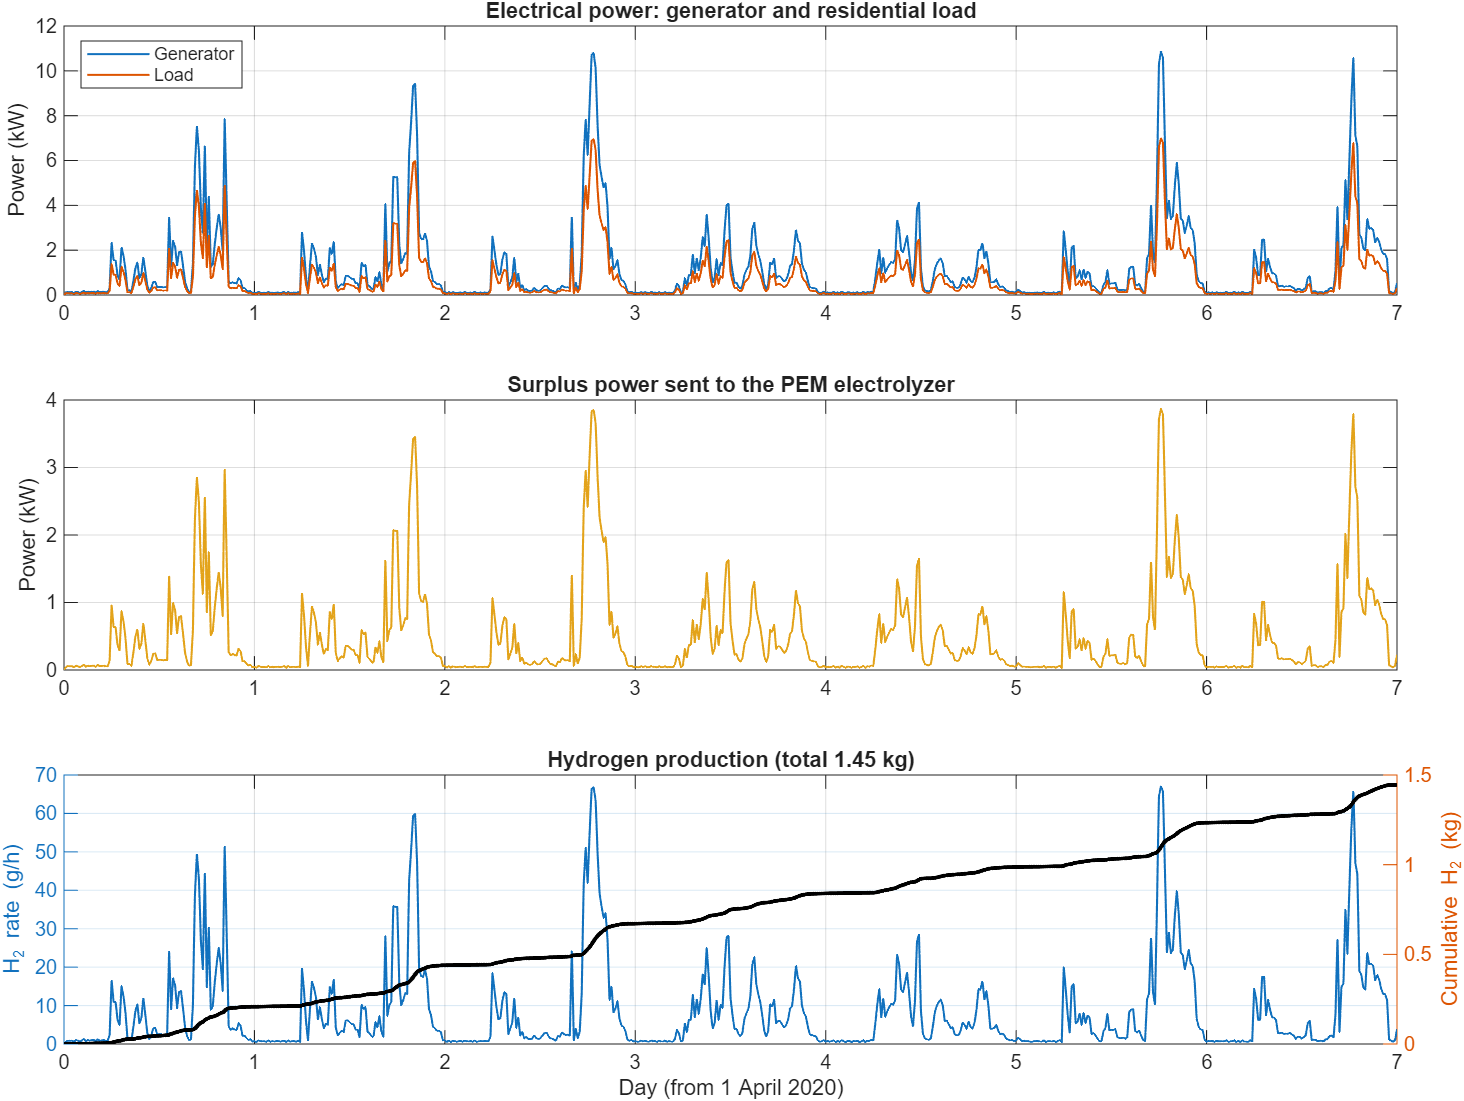 Electrical power: generator and residential load
Power (kW)
12
10
8
6
4
2
0
Generator
Load
0 1 2 3 4 5 6 7
Surplus power sent to the PEM electrolyzer
Power (kW)
4
3
2
1
0
0 1 2 3 4 5 6 7
Hydrogen production (total 1.45 kg)
H₂ rate (g/h)
70
60
50
40
30
20
10
0
1.5
1
0.5
0
Cumulative H₂ (kg)
0 1 2 3 4 5 6 7
Day (from 1 April 2020)